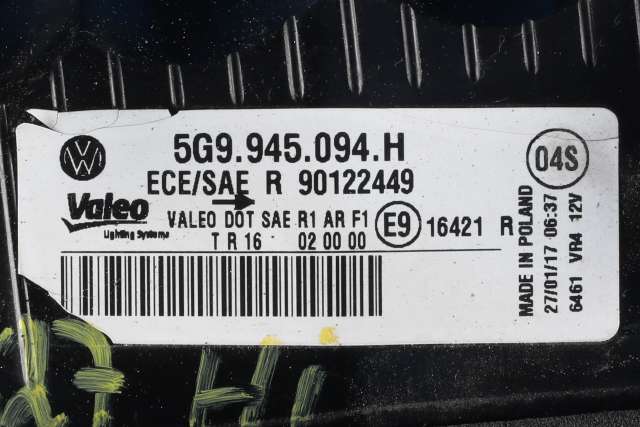 5G9.945.094.H
04S
ECE/SAE R 90122449
Valeo
Lighting Systems
VALEO DOT SAE R1 AR F1
T R 16 02 00 00
E9 16421 R
MADE IN POLAND
27/01/17 06:37
6461 VR4 12V